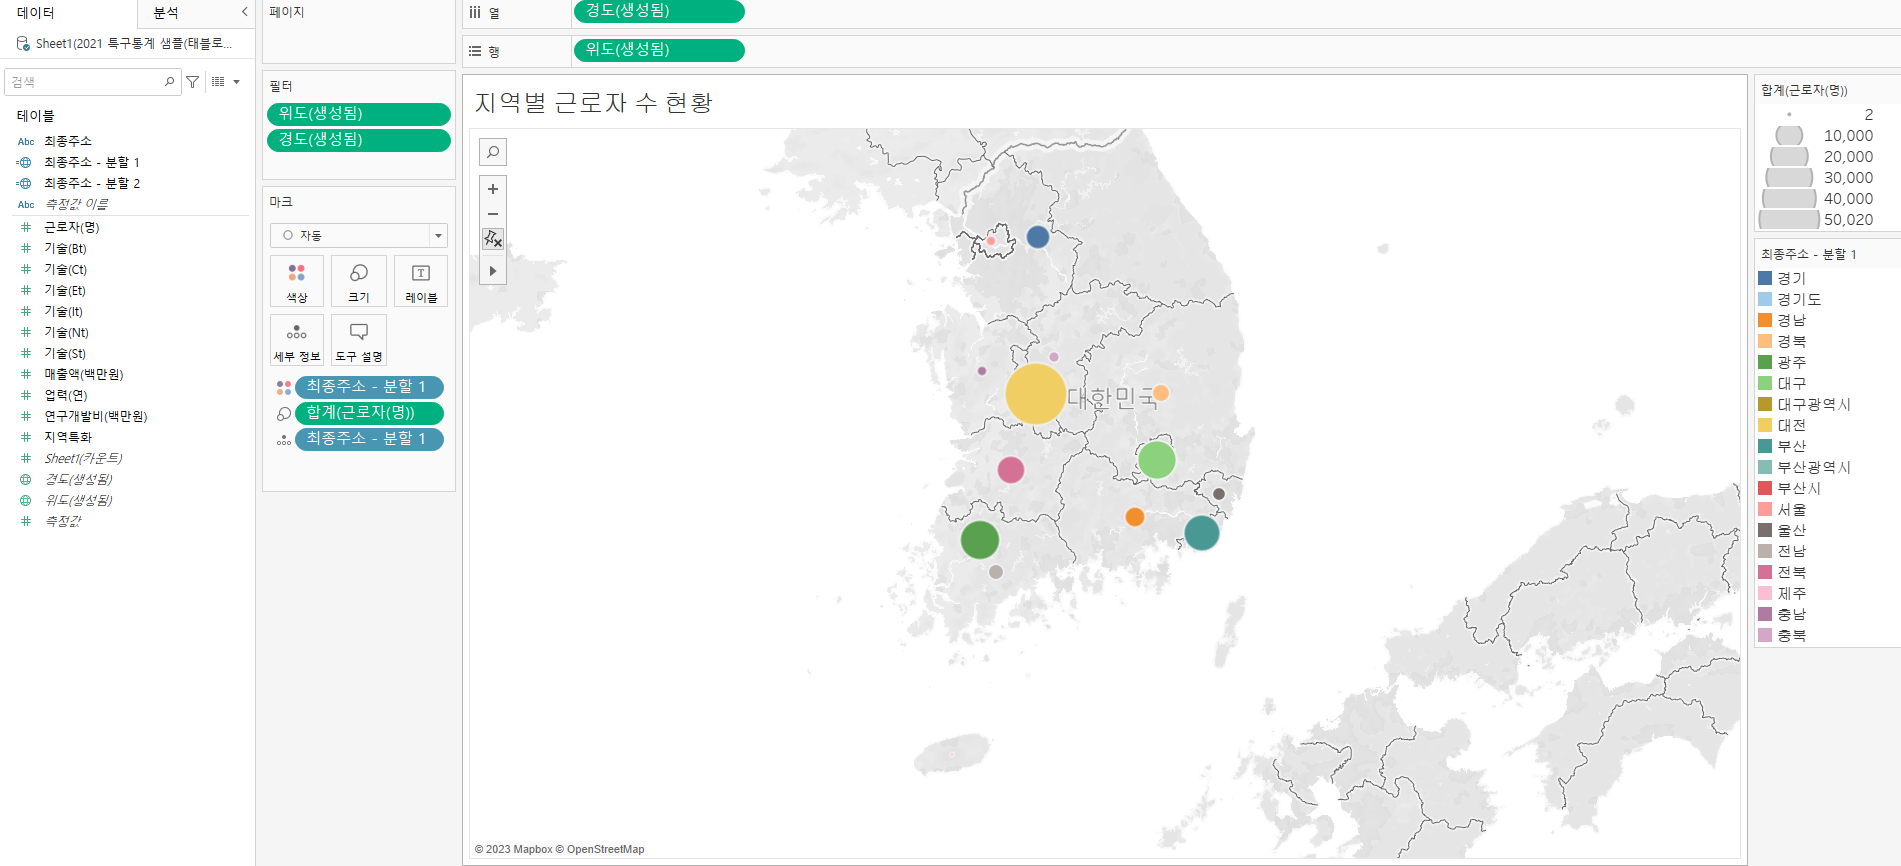 데이터
분석
Sheet1(2021 특구통계 샘플(태블로...
검색
테이블
Abc 최종주소
최종주소 - 분할 1
최종주소 - 분할 2
Abc 측정값 이름
근로자(명)
기술(Bt)
기술(Ct)
기술(Et)
기술(It)
기술(Nt)
기술(St)
매출액(백만원)
업력(연)
연구개발비(백만원)
지역특화
Sheet1(카운트)
경도(생성됨)
위도(생성됨)
측정값
페이지
필터
위도(생성됨)
경도(생성됨)
마크
자동
색상
크기
T
레이블
세부 정보
도구 설명
최종주소 - 분할 1
합계(근로자(명))
최종주소 - 분할 1
열
경도(생성됨)
행
위도(생성됨)
지역별 근로자 수 현황
대한민국
© 2023 Mapbox © OpenStreetMap
합계(근로자(명))
2
10,000
20,000
30,000
40,000
50,020
최종주소 - 분할 1
경기
경기도
경남
경북
광주
대구
대구광역시
대전
부산
부산광역시
부산시
서울
울산
전남
전북
제주
충남
충북